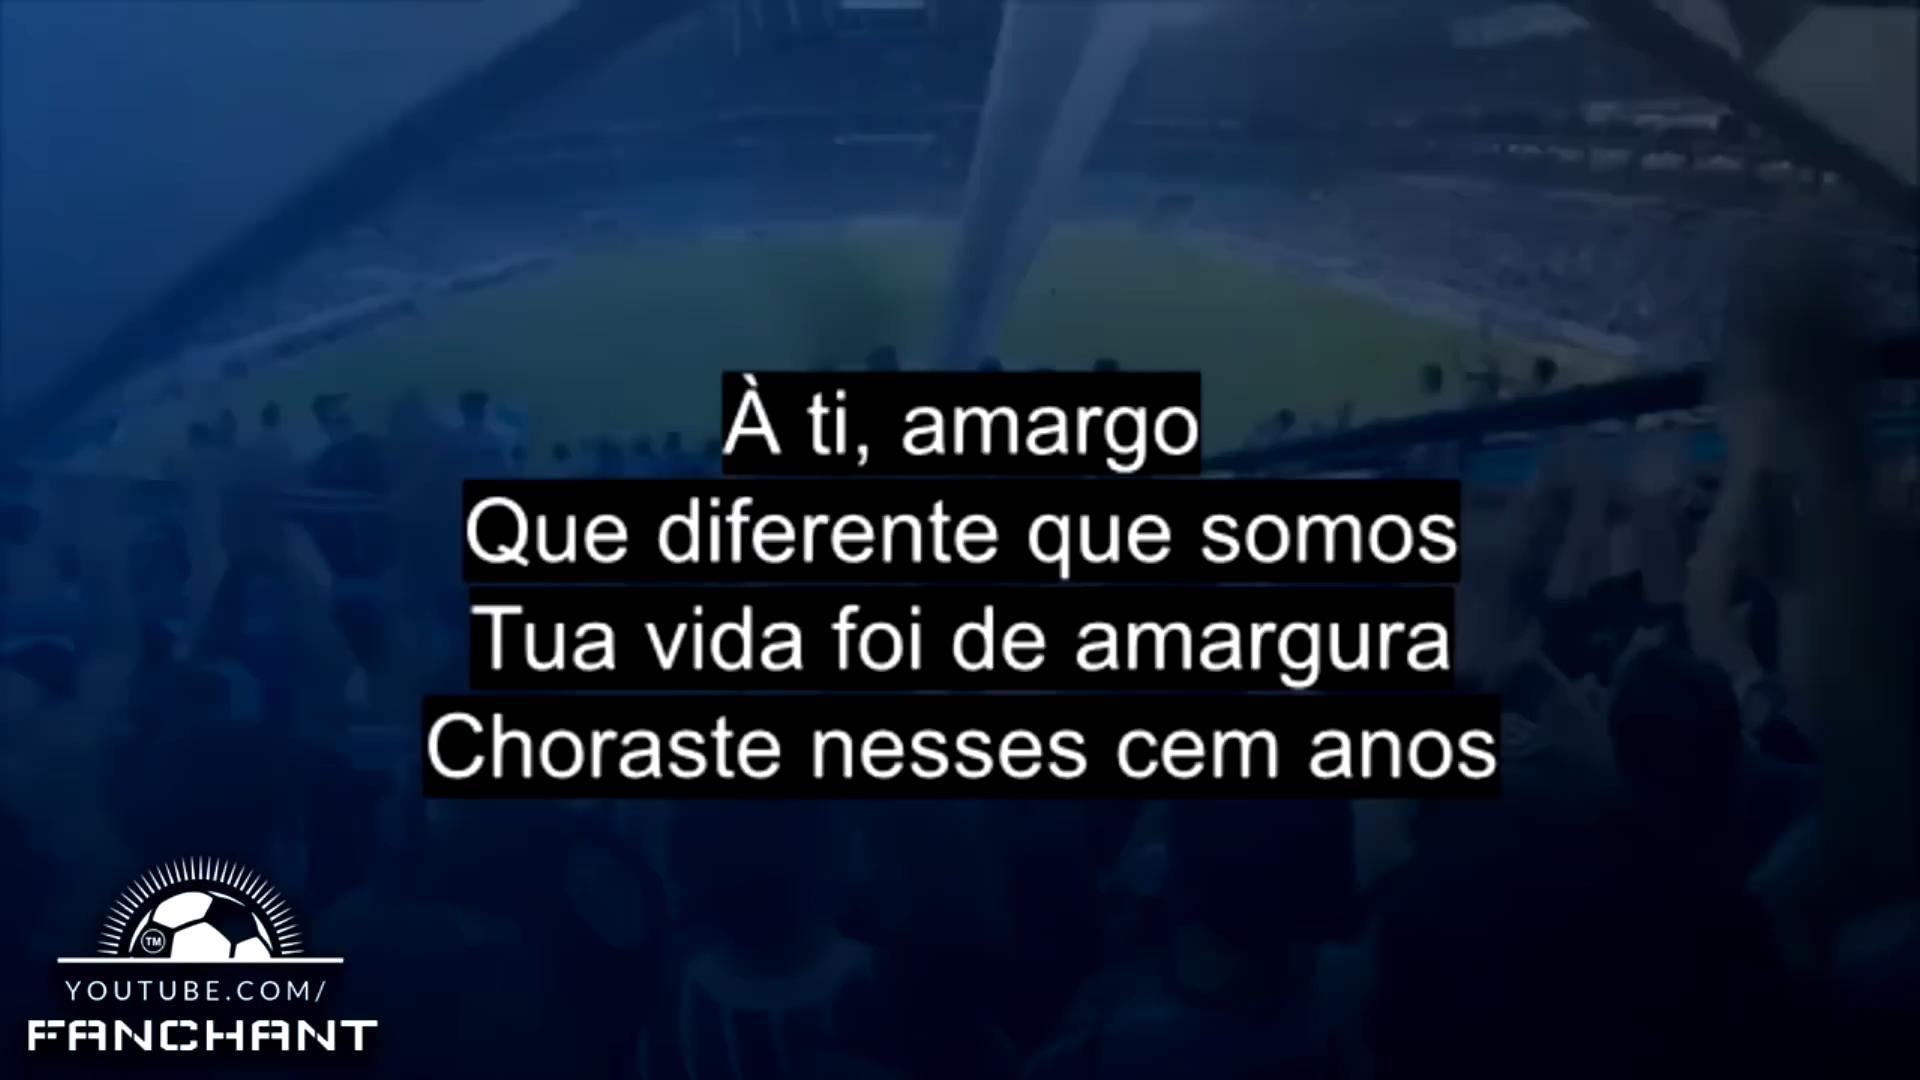 À ti, amargo
Que diferente que somos
Tua vida foi de amargura
Choraste nesses cem anos
TM
YOUTUBE.COM/
FANCHANT